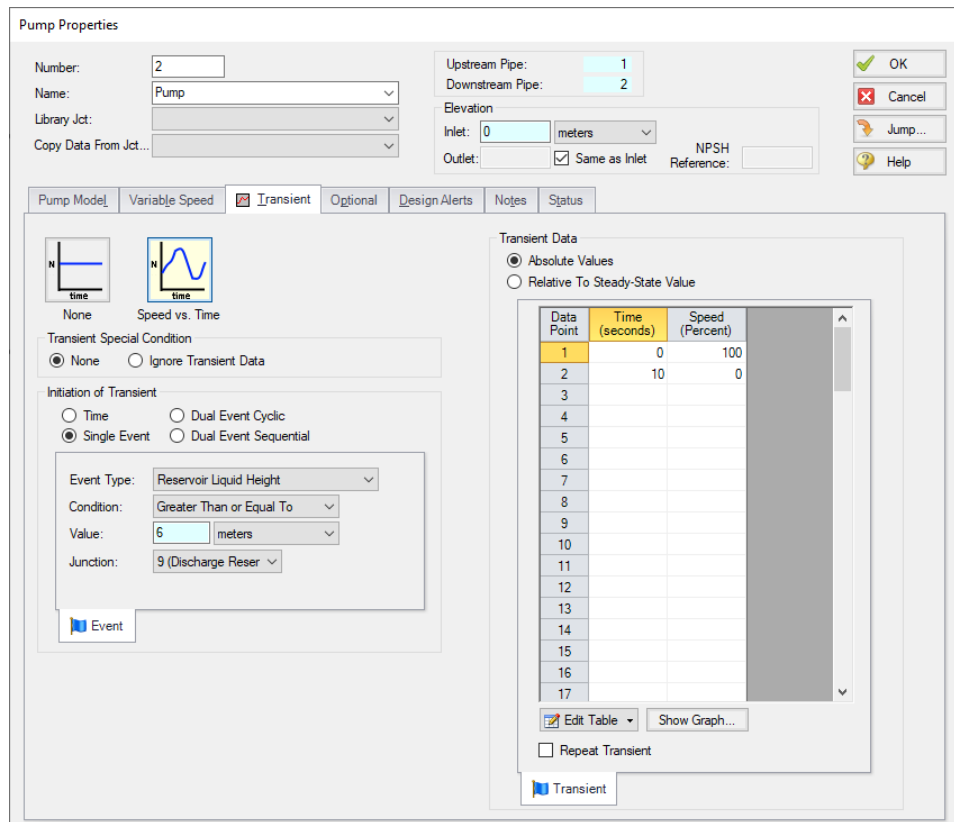 Pump Properties
Number: 2
Name: Pump
Library Jct:
Copy Data From Jct...
Upstream Pipe: 1
Downstream Pipe: 2
Elevation
Inlet: 0 meters
Outlet: Same as Inlet
NPSH
Reference:
OK
Cancel
Jump...
Help
Pump Model Variable Speed Transient Optional Design Alerts Notes Status
N N
time time
None Speed vs. Time
Transient Special Condition
None Ignore Transient Data
Initiation of Transient
Time Dual Event Cyclic
Single Event Dual Event Sequential
Event Type: Reservoir Liquid Height
Condition: Greater Than or Equal To
Value: 6 meters
Junction: 9 (Discharge Reser
Event
Transient Data
Absolute Values
Relative To Steady-State Value
Data Time Speed
Point (seconds) (Percent)
1 0 100
2 10 0
3
4
5
6
7
8
9
10
11
12
13
14
15
16
17
Edit Table Show Graph...
Repeat Transient
Transient